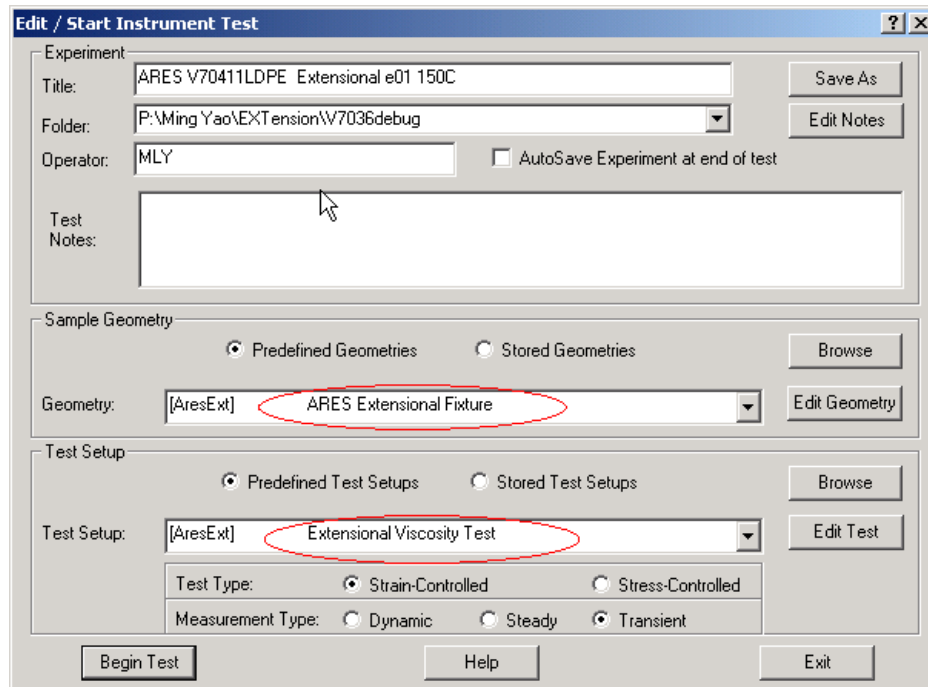 Edit / Start Instrument Test
Experiment
Title: ARES V70411LDPE Extensional e01 150C Save As
Folder: P:\Ming Yao\EXTension\V7036debug Edit Notes
Operator: MLY AutoSave Experiment at end of test
Test
Notes:
Sample Geometry
Predefined Geometries Stored Geometries Browse
Geometry: [AresExt] ARES Extensional Fixture Edit Geometry
Test Setup
Predefined Test Setups Stored Test Setups Browse
Test Setup: [AresExt] Extensional Viscosity Test Edit Test
Test Type: Strain-Controlled Stress-Controlled
Measurement Type: Dynamic Steady Transient
Begin Test Help Exit